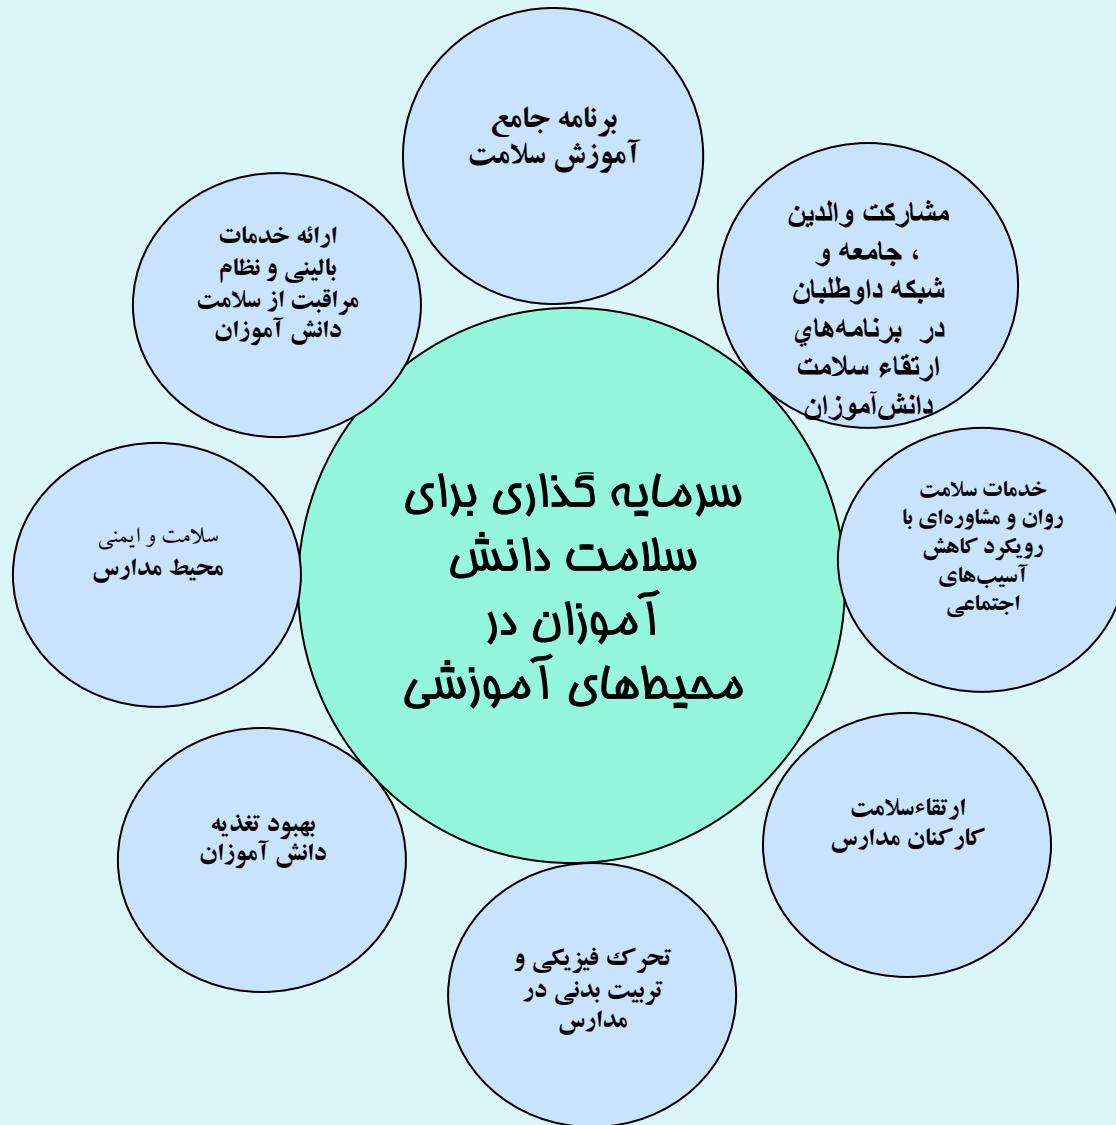 برنامه جامع
آموزش سلامت
مشارکت والدین
، جامعه و
شبکه داوطلبان
در برنامه‌هاي
ارتقاء سلامت
دانش‌آموزان
خدمات سلامت
روان و مشاوره‌ای با
رویکرد کاهش
آسیب‌های
اجتماعی
ارتقاءسلامت
کارکنان مدارس
تحرک فیزیکی و
تربیت بدنی در
مدارس
بهبود تغذیه
دانش آموزان
سلامت و ایمنی
محیط مدارس
ارائه خدمات
بالینی و نظام
مراقبت از سلامت
دانش آموزان
سرمایه گذاری برای
سلامت دانش
آموزان در
محیط‌های آموزشی